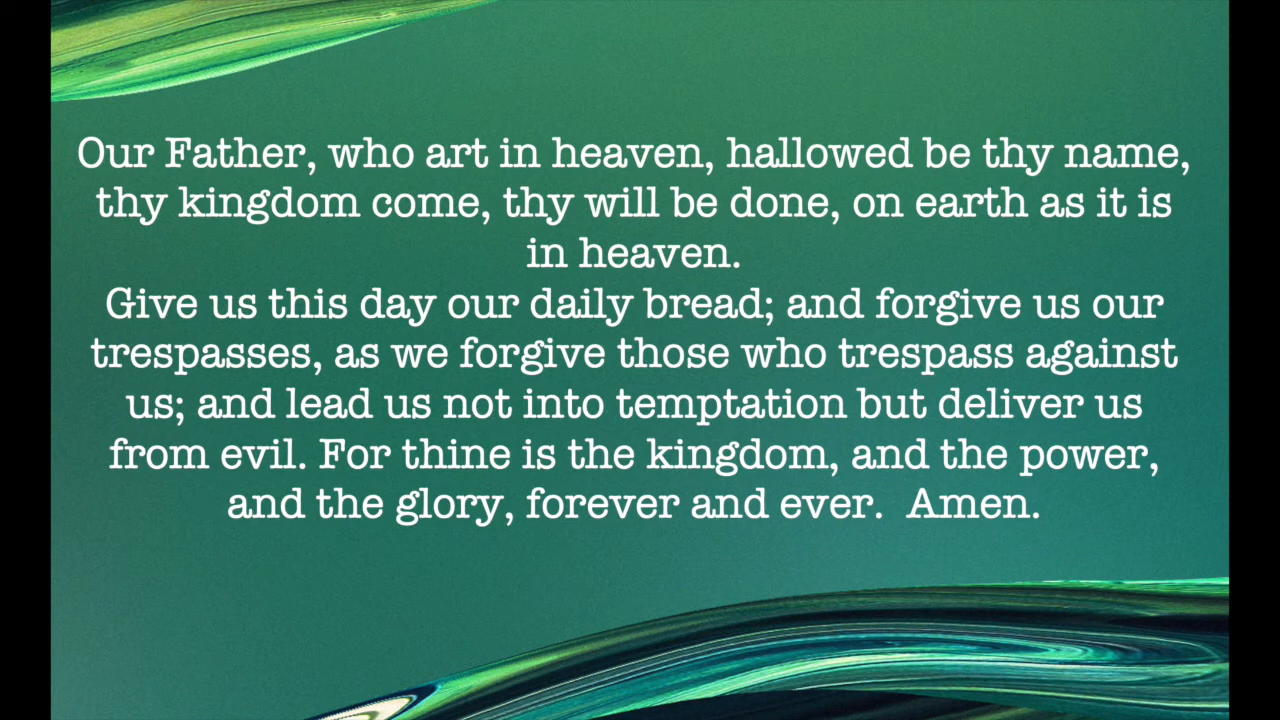 Our Father, who art in heaven, hallowed be thy name,
thy kingdom come, thy will be done, on earth as it is
in heaven.
Give us this day our daily bread; and forgive us our
trespasses, as we forgive those who trespass against
us; and lead us not into temptation but deliver us
from evil. For thine is the kingdom, and the power,
and the glory, forever and ever.  Amen.